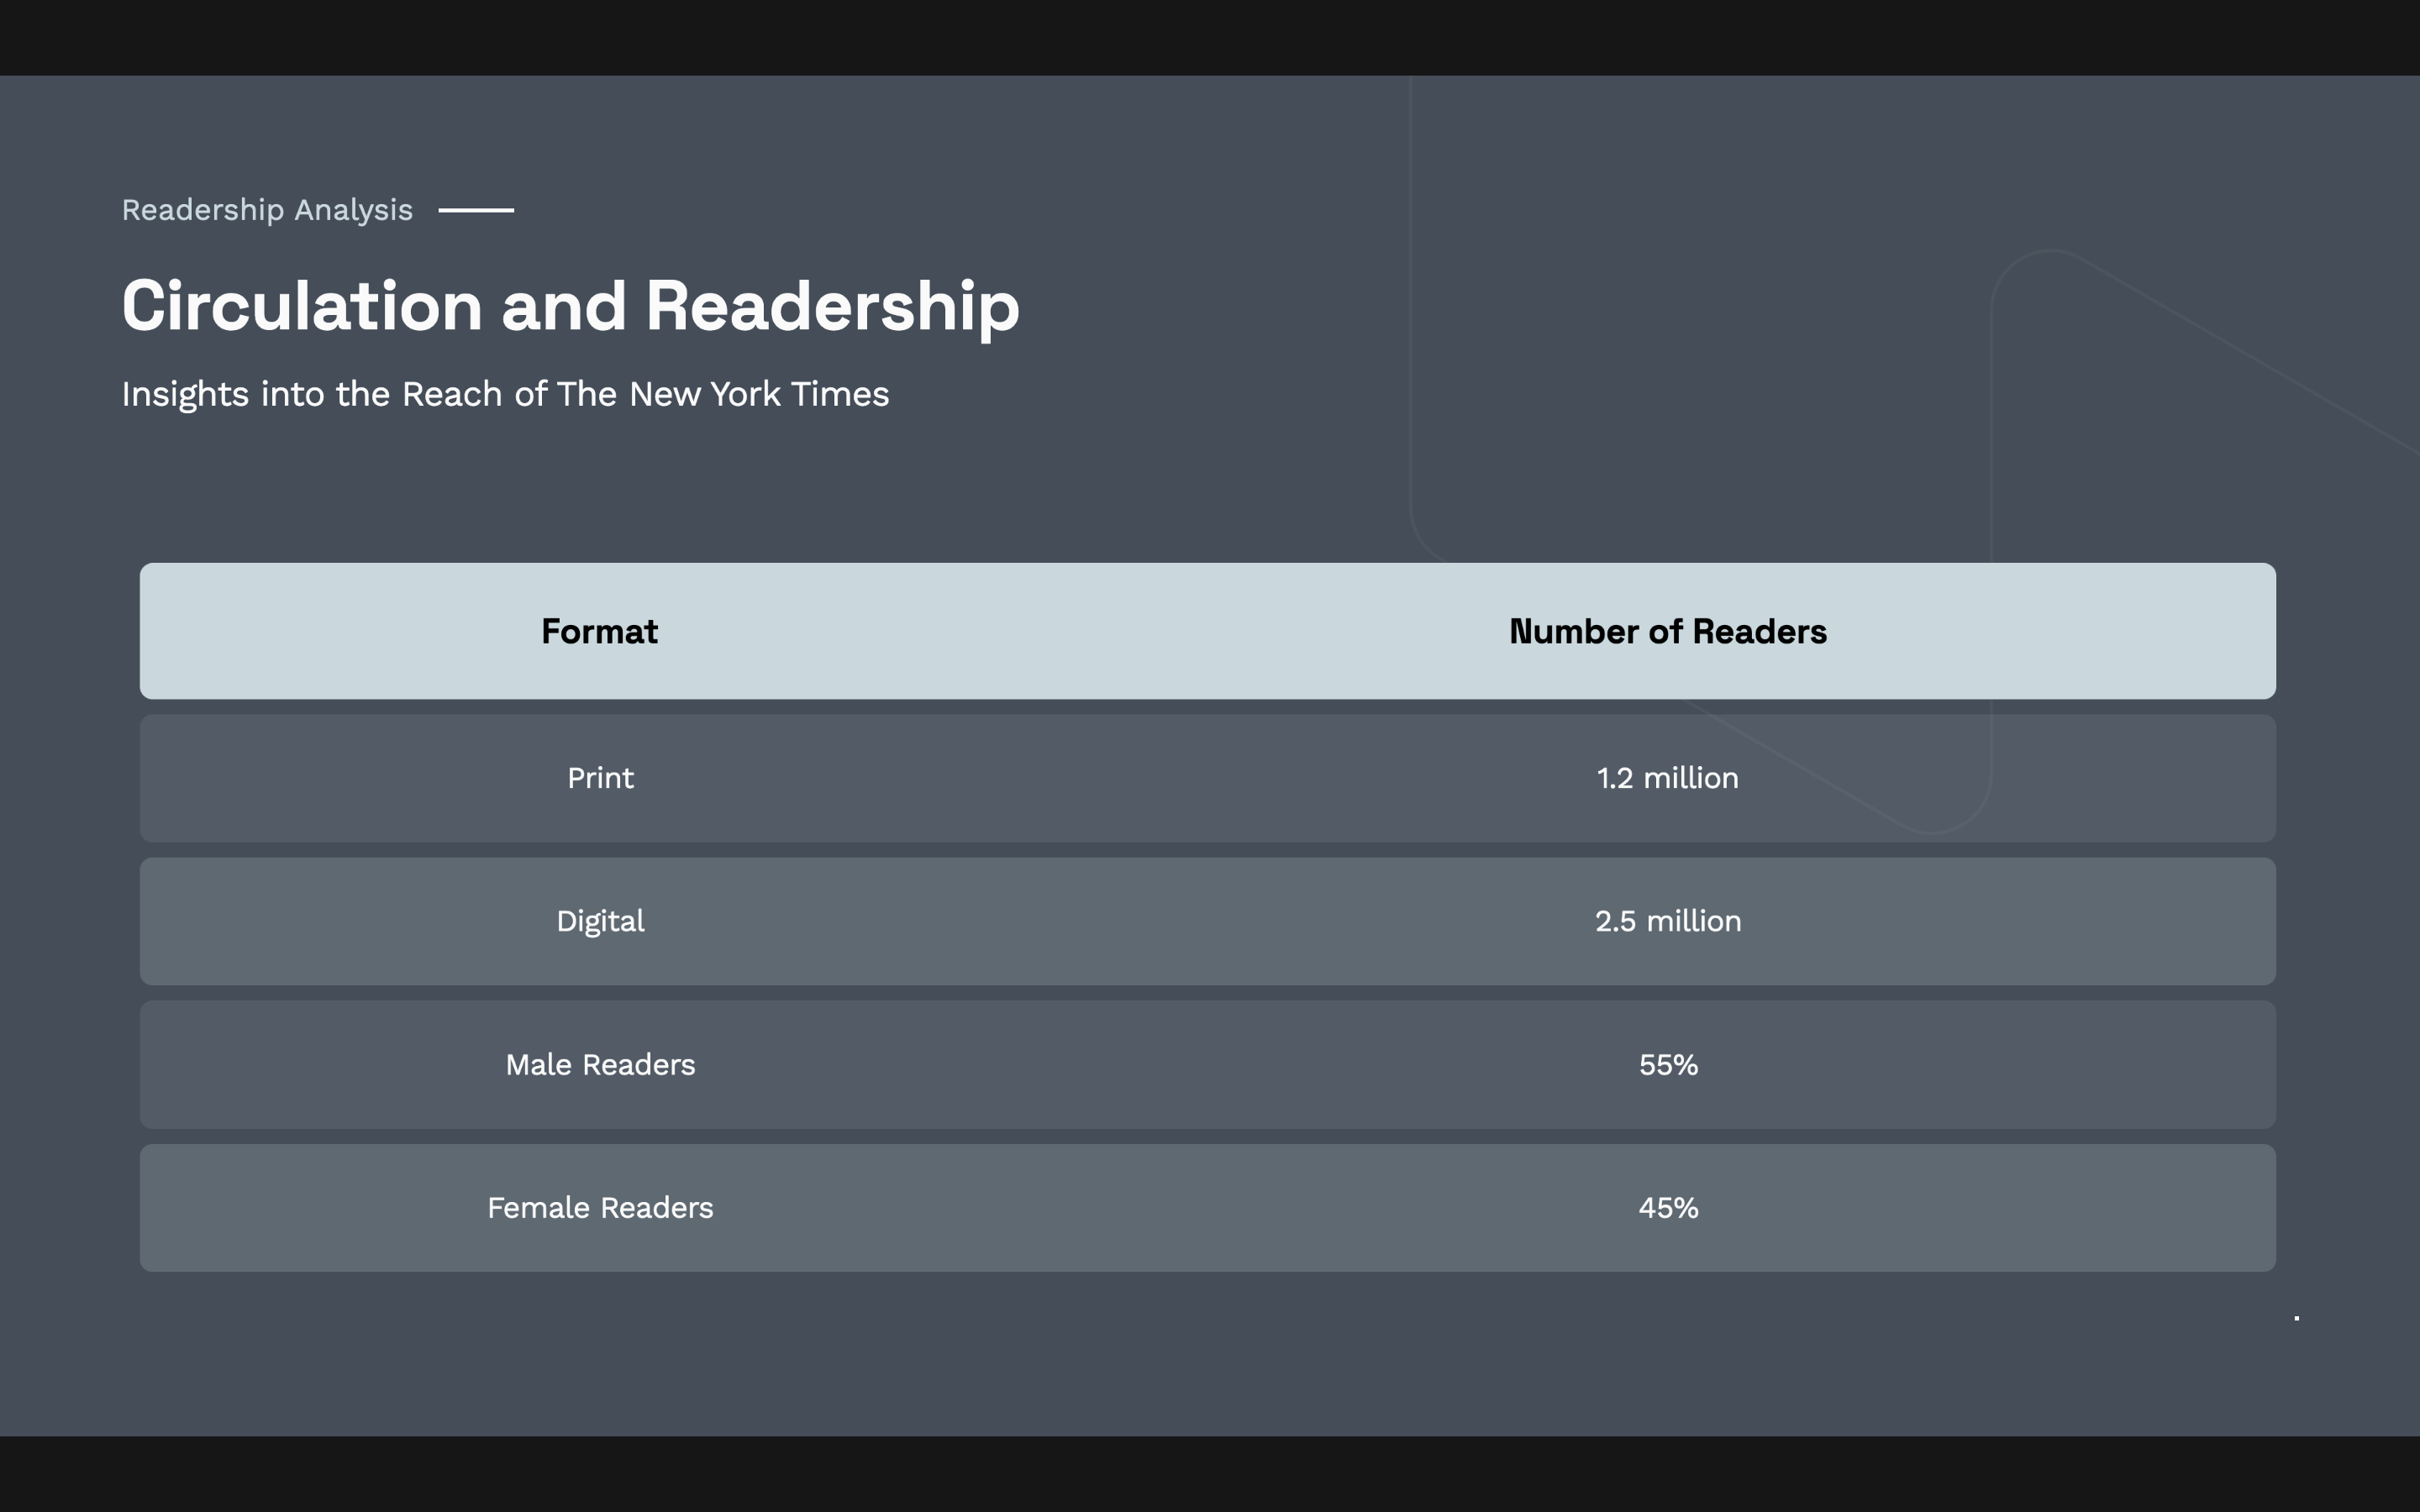 Readership Analysis
Circulation and Readership
Insights into the Reach of The New York Times
Format Number of Readers
Print 1.2 million
Digital 2.5 million
Male Readers 55%
Female Readers 45%